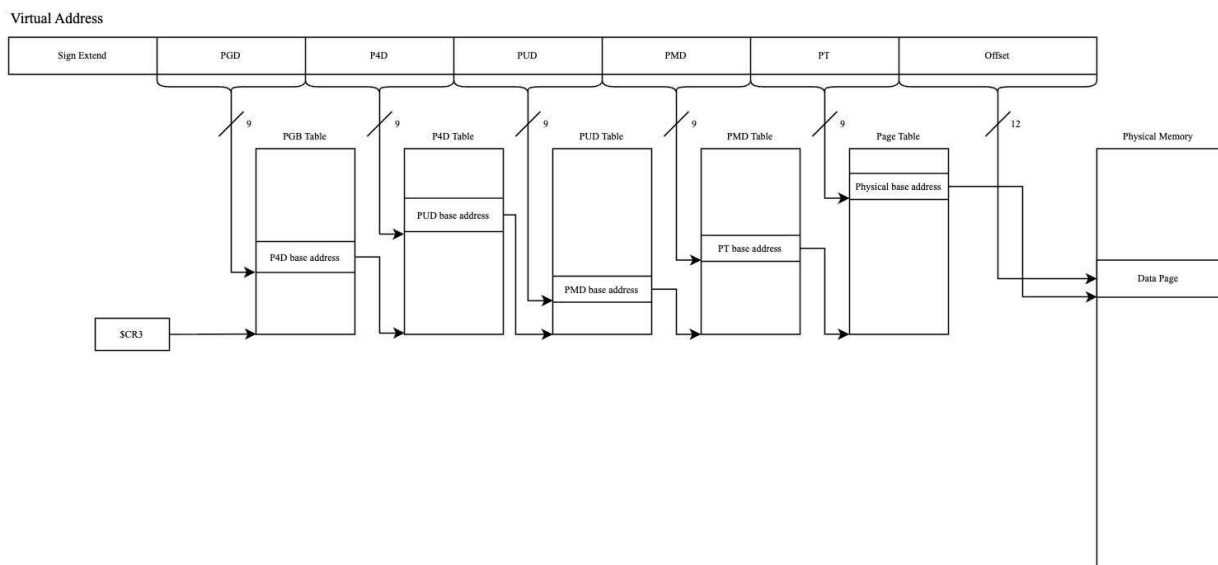 Virtual Address
Sign Extend
PGD
P4D
PUD
PMD
PT
Offset
9
9
9
9
9
12
PGB Table
P4D Table
PUD Table
PMD Table
Page Table
Physical Memory
Physical base address
PUD base address
P4D base address
PT base address
PMD base address
Data Page
$CR3